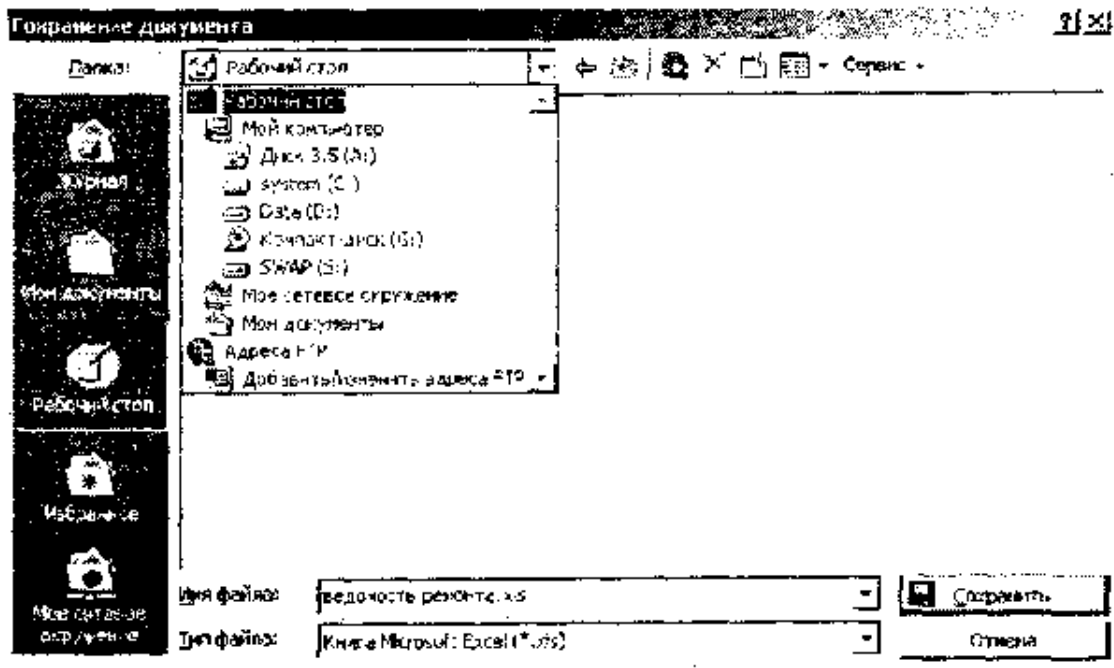 Сохранение документа
Папка:
Рабочий стол
Сервис
Рабочий стол
Мой компьютер
Диск 3,5 (A:)
system (C:)
Data (D:)
Компакт-диск (G:)
SWAP (S:)
Мое сетевое окружение
Мои документы
Адреса FTP
Добавить/изменить адреса FTP
Журнал
Мои документы
Рабочий стол
Избранное
Мое сетевое
окружение
Имя файла:
ведомость ремонта.xls
Сохранить
Тип файла:
Книга Microsoft Excel (*.xls)
Отмена